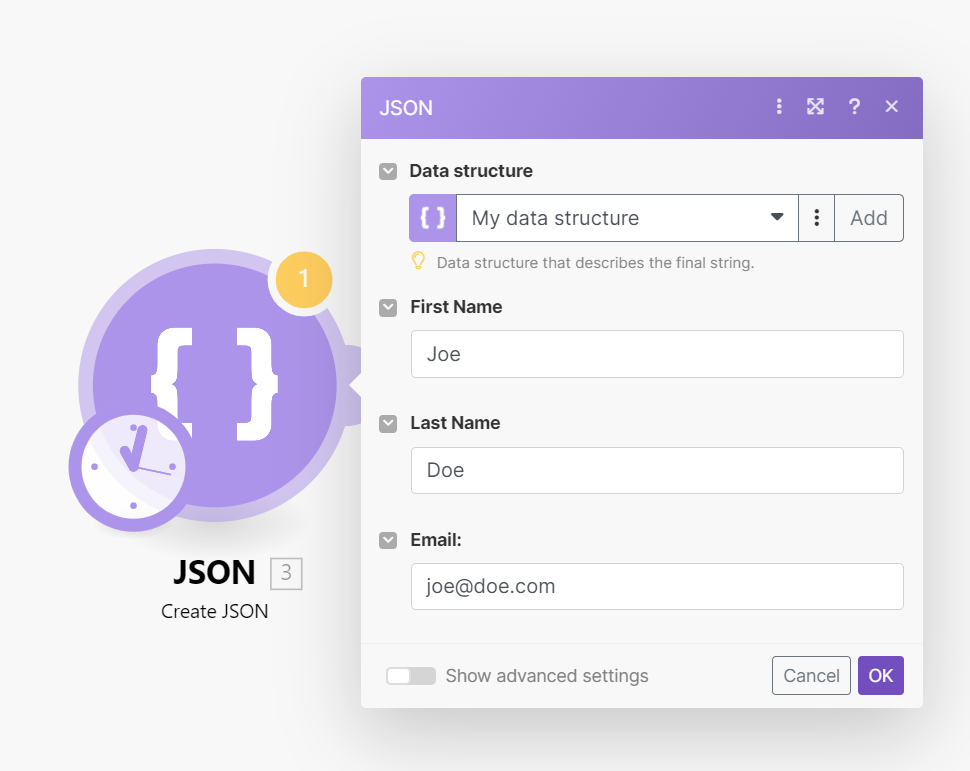 JSON
?
Data structure
{ } My data structure Add
Data structure that describes the final string.
First Name
Joe
Last Name
Doe
Email:
joe@doe.com
Show advanced settings Cancel OK
1
{ }
JSON 3
Create JSON